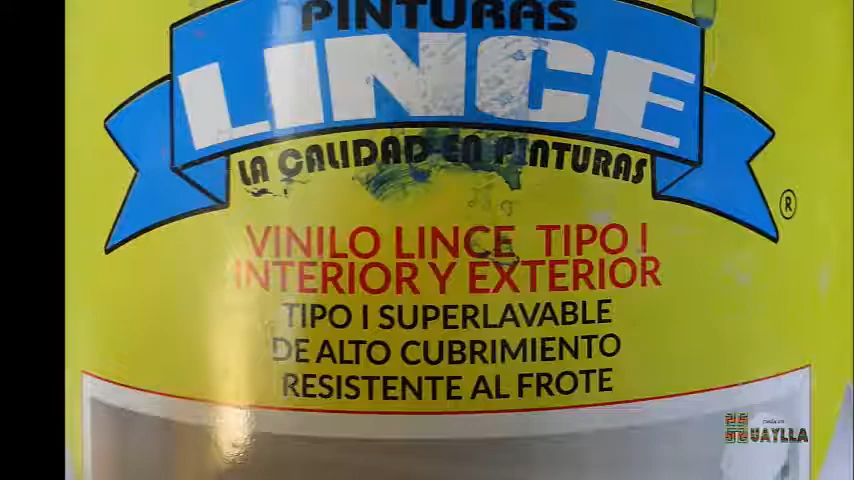 PINTURAS
LINCE
LA CALIDAD EN PINTURAS
®
VINILO LINCE TIPO I
INTERIOR Y EXTERIOR
TIPO I SUPERLAVABLE
DE ALTO CUBRIMIENTO
RESISTENTE AL FROTE
HUAYLLA